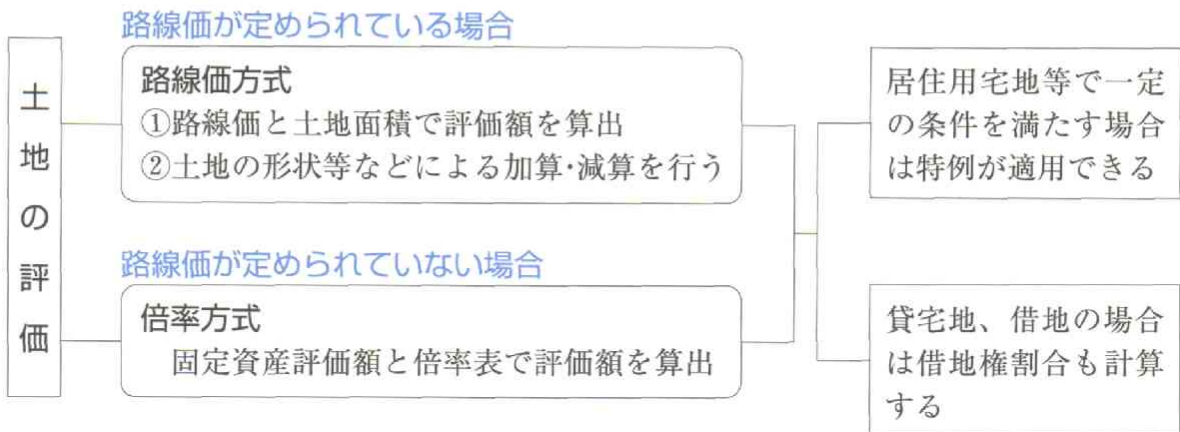 土地の評価
路線価が定められている場合
路線価方式
①路線価と土地面積で評価額を算出
②土地の形状等などによる加算・減算を行う
路線価が定められていない場合
倍率方式
固定資産評価額と倍率表で評価額を算出
居住用宅地等で一定
の条件を満たす場合
は特例が適用できる
貸宅地、借地の場合
は借地権割合も計算
する